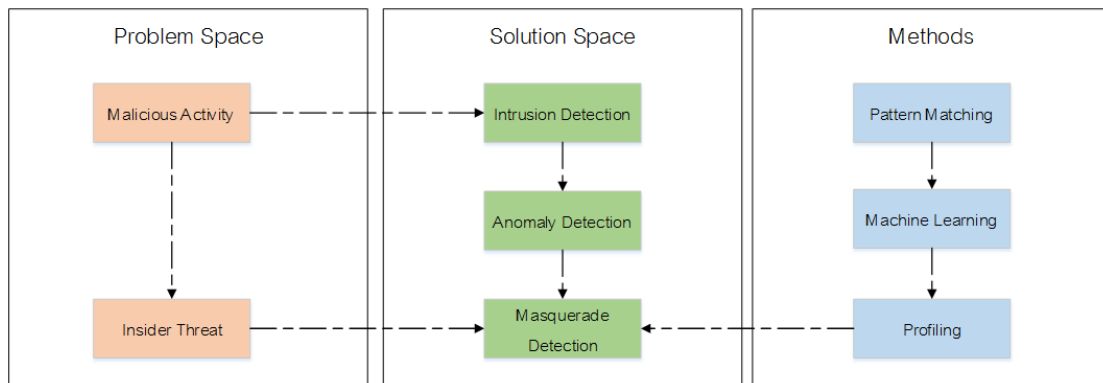 Problem Space
Malicious Activity
Insider Threat
Solution Space
Intrusion Detection
Anomaly Detection
Masquerade
Detection
Methods
Pattern Matching
Machine Learning
Profiling